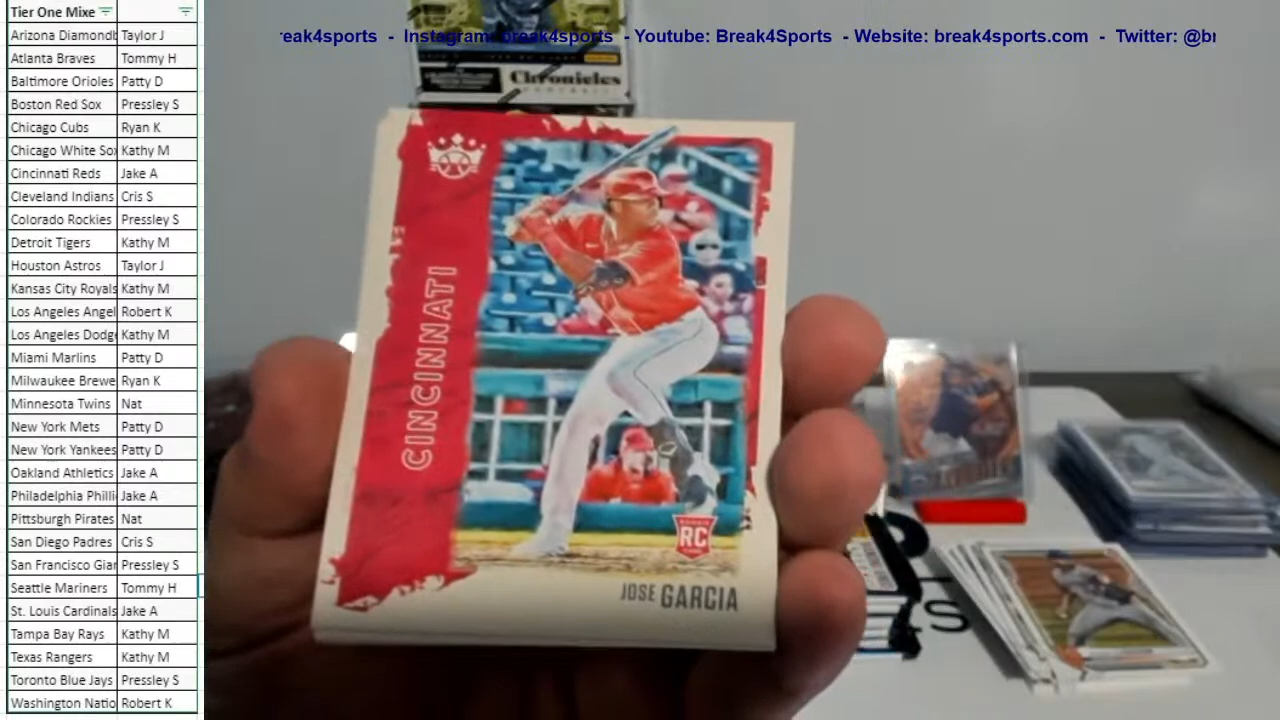 Tier One Mixe
Arizona Diamondb Taylor J
Atlanta Braves Tommy H
Baltimore Orioles Patty D
Boston Red Sox Pressley S
Chicago Cubs Ryan K
Chicago White Sox Kathy M
Cincinnati Reds Jake A
Cleveland Indians Cris S
Colorado Rockies Pressley S
Detroit Tigers Kathy M
Houston Astros Taylor J
Kansas City Royals Kathy M
Los Angeles Angel Robert K
Los Angeles Dodge Kathy M
Miami Marlins Patty D
Milwaukee Brewe Ryan K
Minnesota Twins Nat
New York Mets Patty D
New York Yankees Patty D
Oakland Athletics Jake A
Philadelphia Philli Jake A
Pittsburgh Pirates Nat
San Diego Padres Cris S
San Francisco Giar Pressley S
Seattle Mariners Tommy H
St. Louis Cardinals Jake A
Tampa Bay Rays Kathy M
Texas Rangers Kathy M
Toronto Blue Jays Pressley S
Washington Natio Robert K
reak4sports - Instagram: break4sports - Youtube: Break4Sports - Website: break4sports.com - Twitter: @br
Chronicles
CINCINNATI
RC
JOSE GARCIA